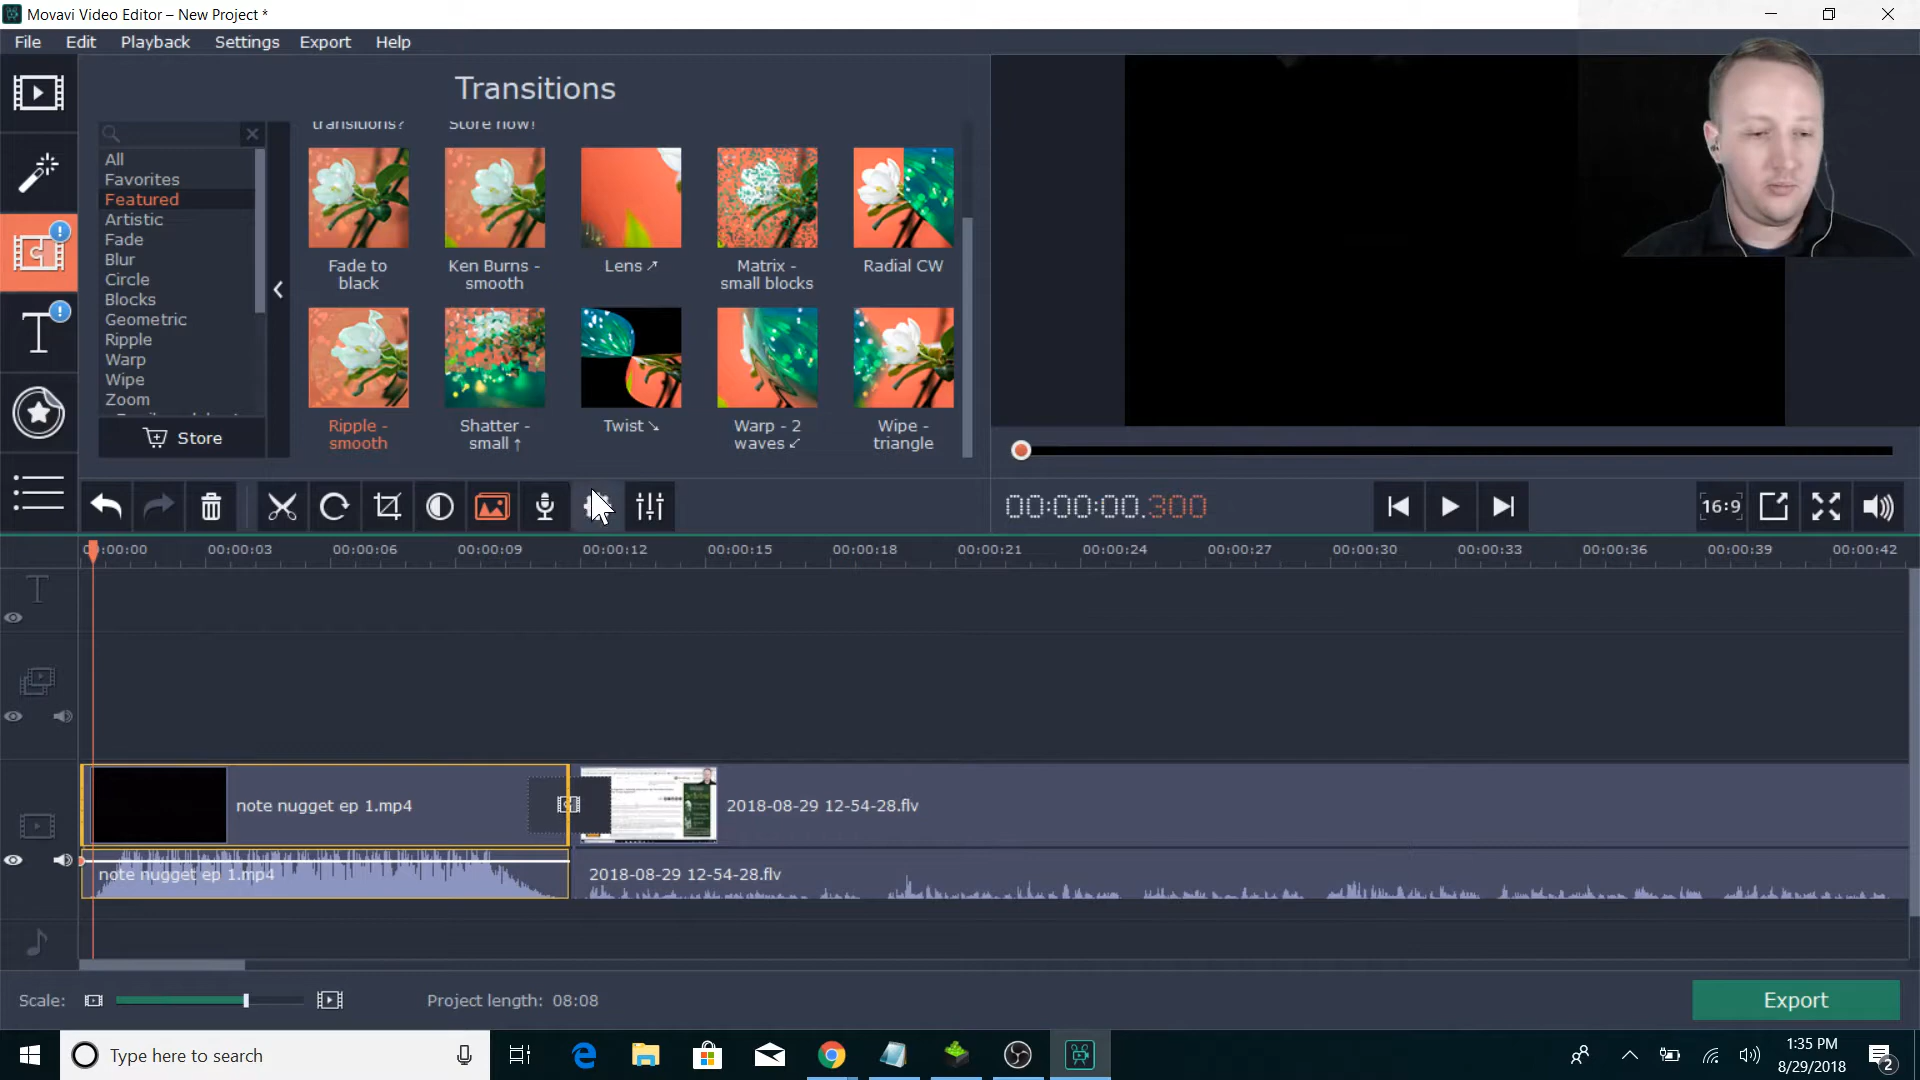 Movavi Video Editor – New Project *
File Edit Playback Settings Export Help
Transitions
All
Favorites
Featured
Artistic
Fade
Blur
Circle
Blocks
Geometric
Ripple
Warp
Wipe
Zoom
Store
transitions?
Store now!
Fade to
black
Ken Burns -
smooth
Lens ↗
Matrix -
small blocks
Radial CW
Ripple -
smooth
Shatter -
small ↑
Twist ↘
Warp - 2
waves ↙
Wipe -
triangle
00:00:00.300
16:9
00:00:03 00:00:06 00:00:09 00:00:12 00:00:15 00:00:18 00:00:21 00:00:24 00:00:27 00:00:30 00:00:33 00:00:36 00:00:39 00:00:42
T
note nugget ep 1.mp4
2018-08-29 12-54-28.flv
note nugget ep 1.mp4
2018-08-29 12-54-28.flv
Scale:
Project length: 08:08
Export
Type here to search
1:35 PM
8/29/2018
2